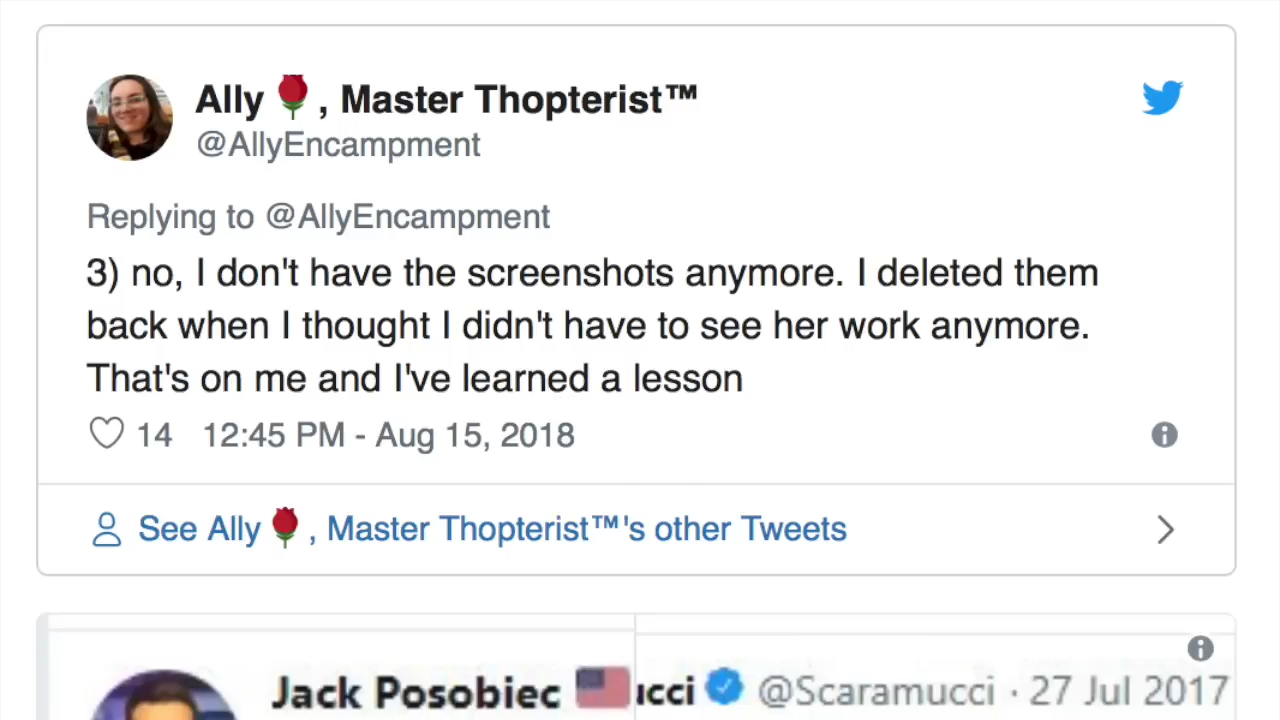 Ally🌹, Master Thopterist™
@AllyEncampment
Replying to @AllyEncampment
3) no, I don't have the screenshots anymore. I deleted them
back when I thought I didn't have to see her work anymore.
That's on me and I've learned a lesson
14 12:45 PM - Aug 15, 2018
See Ally🌹, Master Thopterist™'s other Tweets
Jack Posobiec 🇺🇸 ucci @Scaramucci · 27 Jul 2017